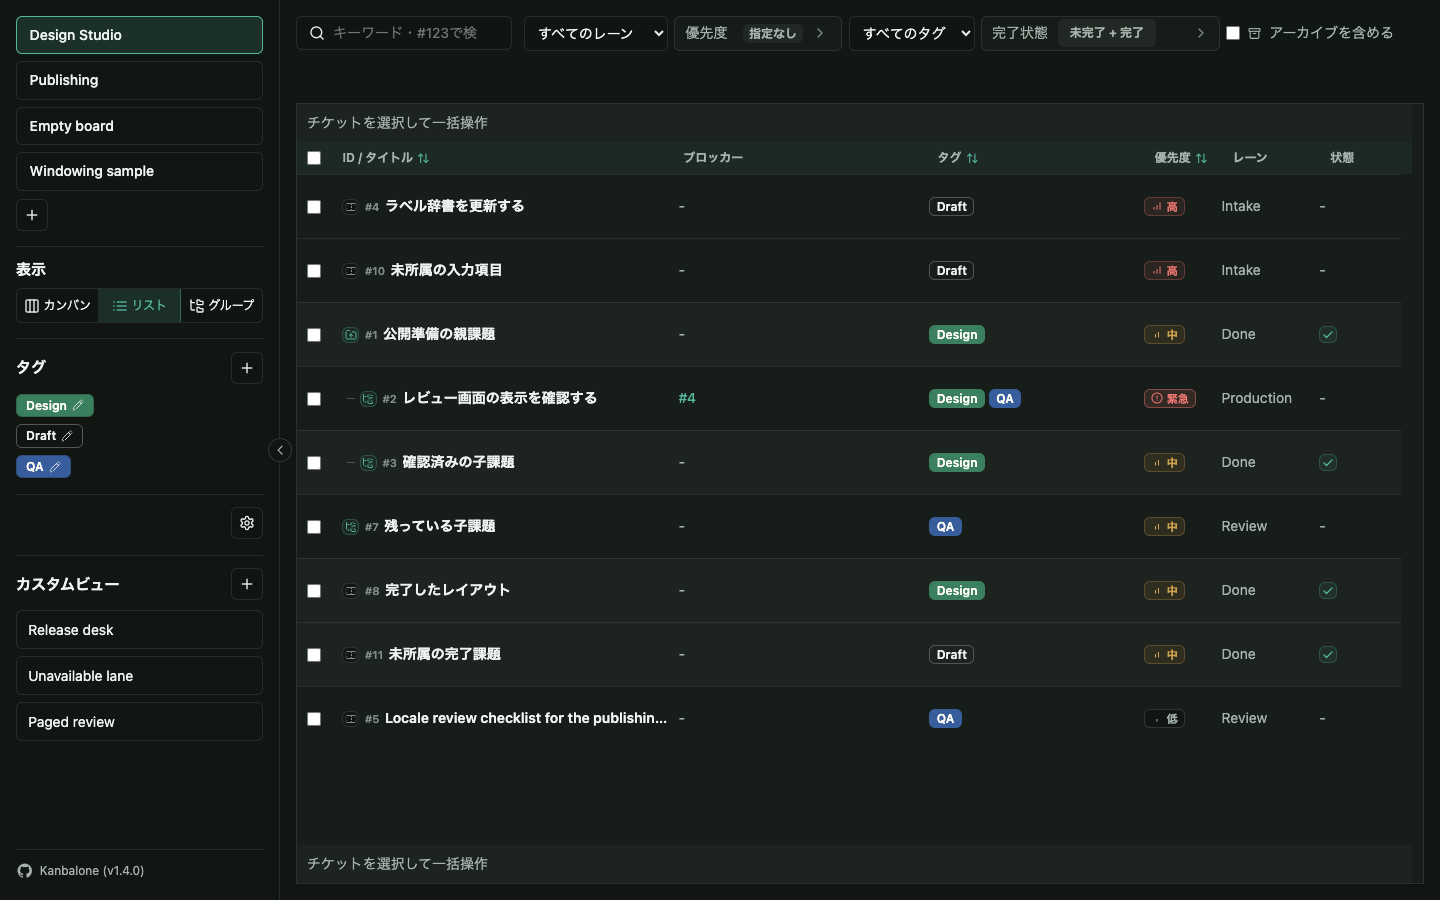 Design Studio
Publishing
Empty board
Windowing sample
表示
カンバン リスト グループ
タグ
Design
Draft
QA
カスタムビュー
Release desk
Unavailable lane
Paged review
Kanbalone (v1.4.0)
キーワード・#123で検 すべてのレーン 優先度 指定なし すべてのタグ 完了状態 未完了 + 完了 アーカイブを含める
チケットを選択して一括操作
ID / タイトル ブロッカー タグ 優先度 レーン 状態
#4 ラベル辞書を更新する - Draft 高 Intake -
#10 未所属の入力項目 - Draft 高 Intake -
#1 公開準備の親課題 - Design 中 Done
#2 レビュー画面の表示を確認する #4 Design QA 緊急 Production -
#3 確認済みの子課題 - Design 中 Done
#7 残っている子課題 - QA 中 Review -
#8 完了したレイアウト - Design 中 Done
#11 未所属の完了課題 - Draft 中 Done
#5 Locale review checklist for the publishin... - QA 低 Review -
チケットを選択して一括操作